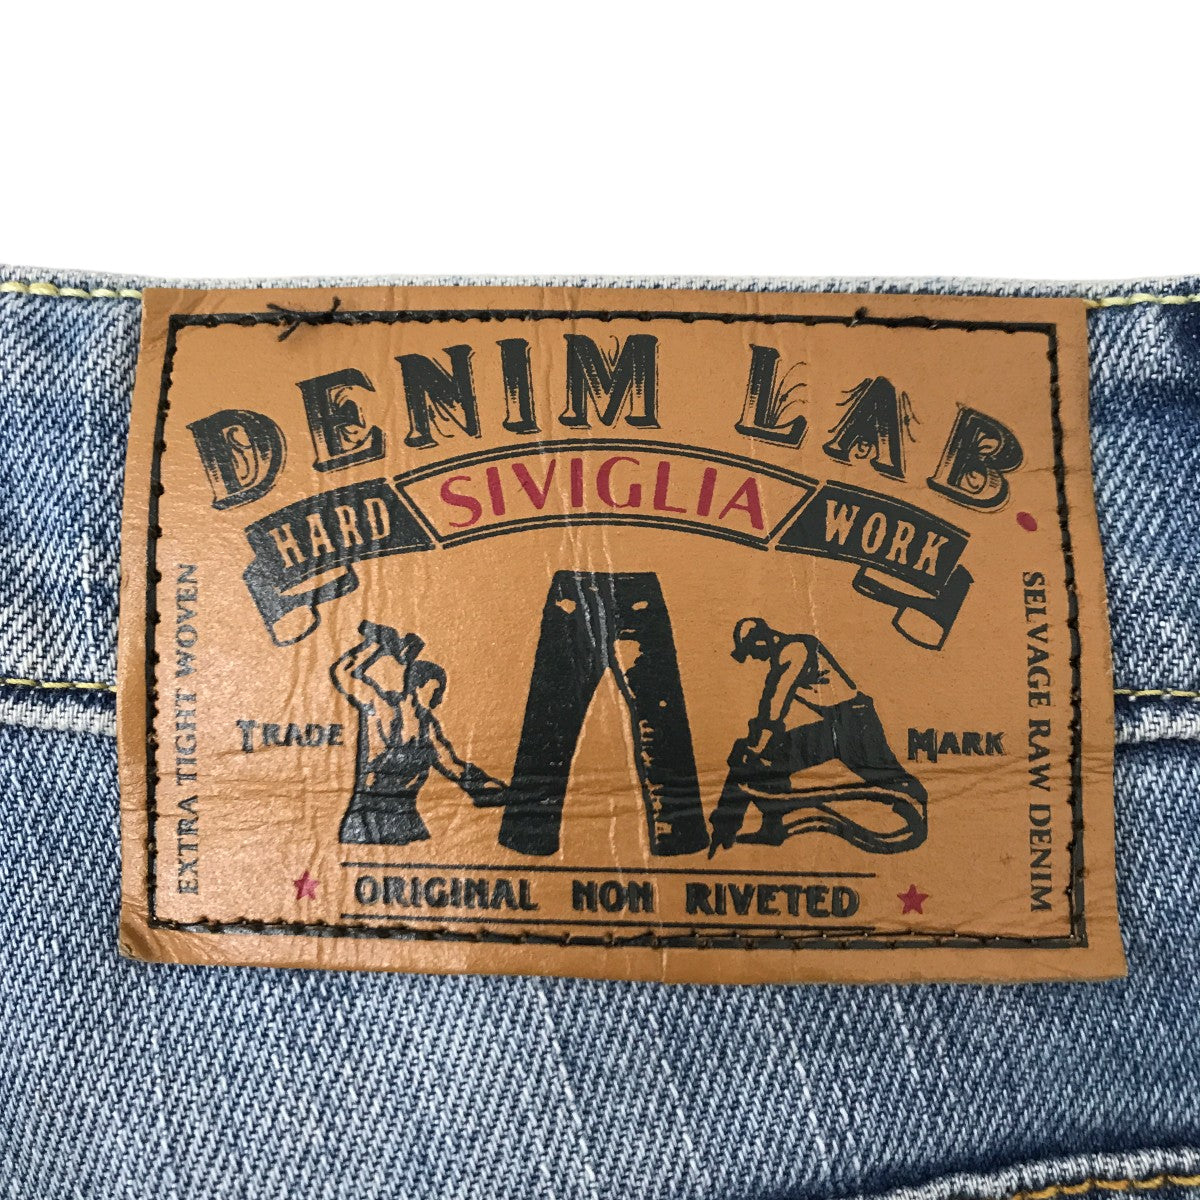 DENIM LAB.
HARD SIVIGLIA WORK
EXTRA TIGHT WOVEN
TRADE MARK
SELVAGE RAW DENIM
ORIGINAL NON RIVETED